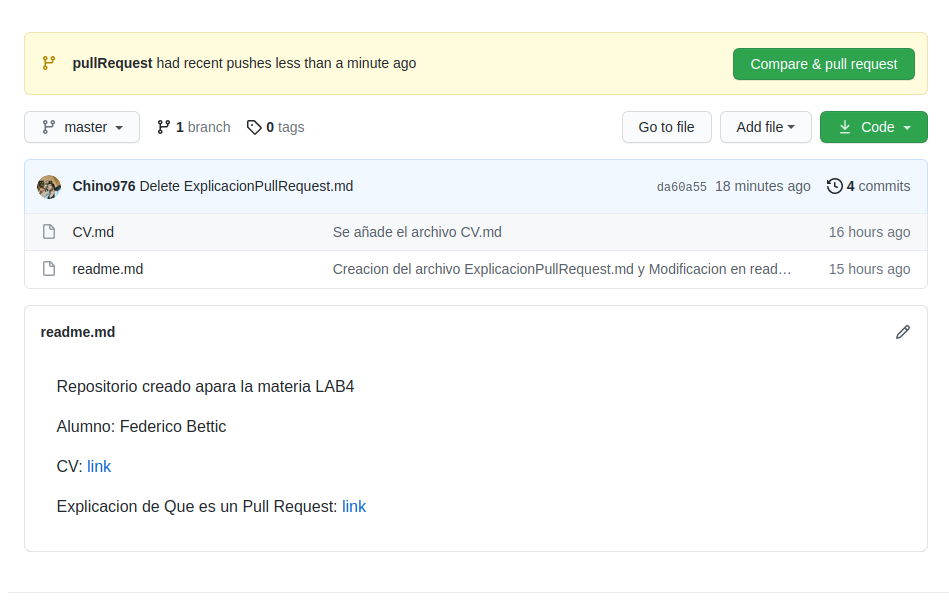 pullRequest had recent pushes less than a minute ago Compare & pull request
master 1 branch 0 tags Go to file Add file Code
Chino976 Delete ExplicacionPullRequest.md da60a55 18 minutes ago 4 commits
CV.md Se añade el archivo CV.md 16 hours ago
readme.md Creacion del archivo ExplicacionPullRequest.md y Modificacion en read… 15 hours ago
readme.md
Repositorio creado apara la materia LAB4
Alumno: Federico Bettic
CV: link
Explicacion de Que es un Pull Request: link